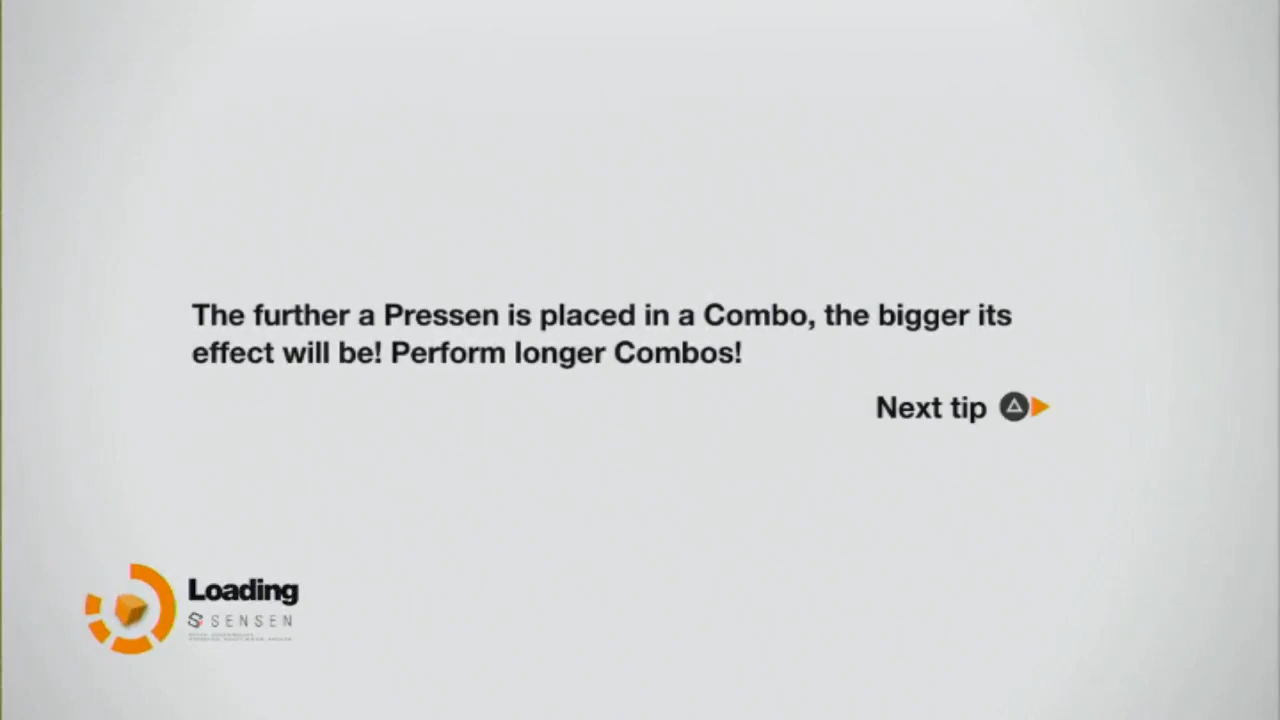 The further a Pressen is placed in a Combo, the bigger its
effect will be! Perform longer Combos!
Next tip
Loading
SENSEN